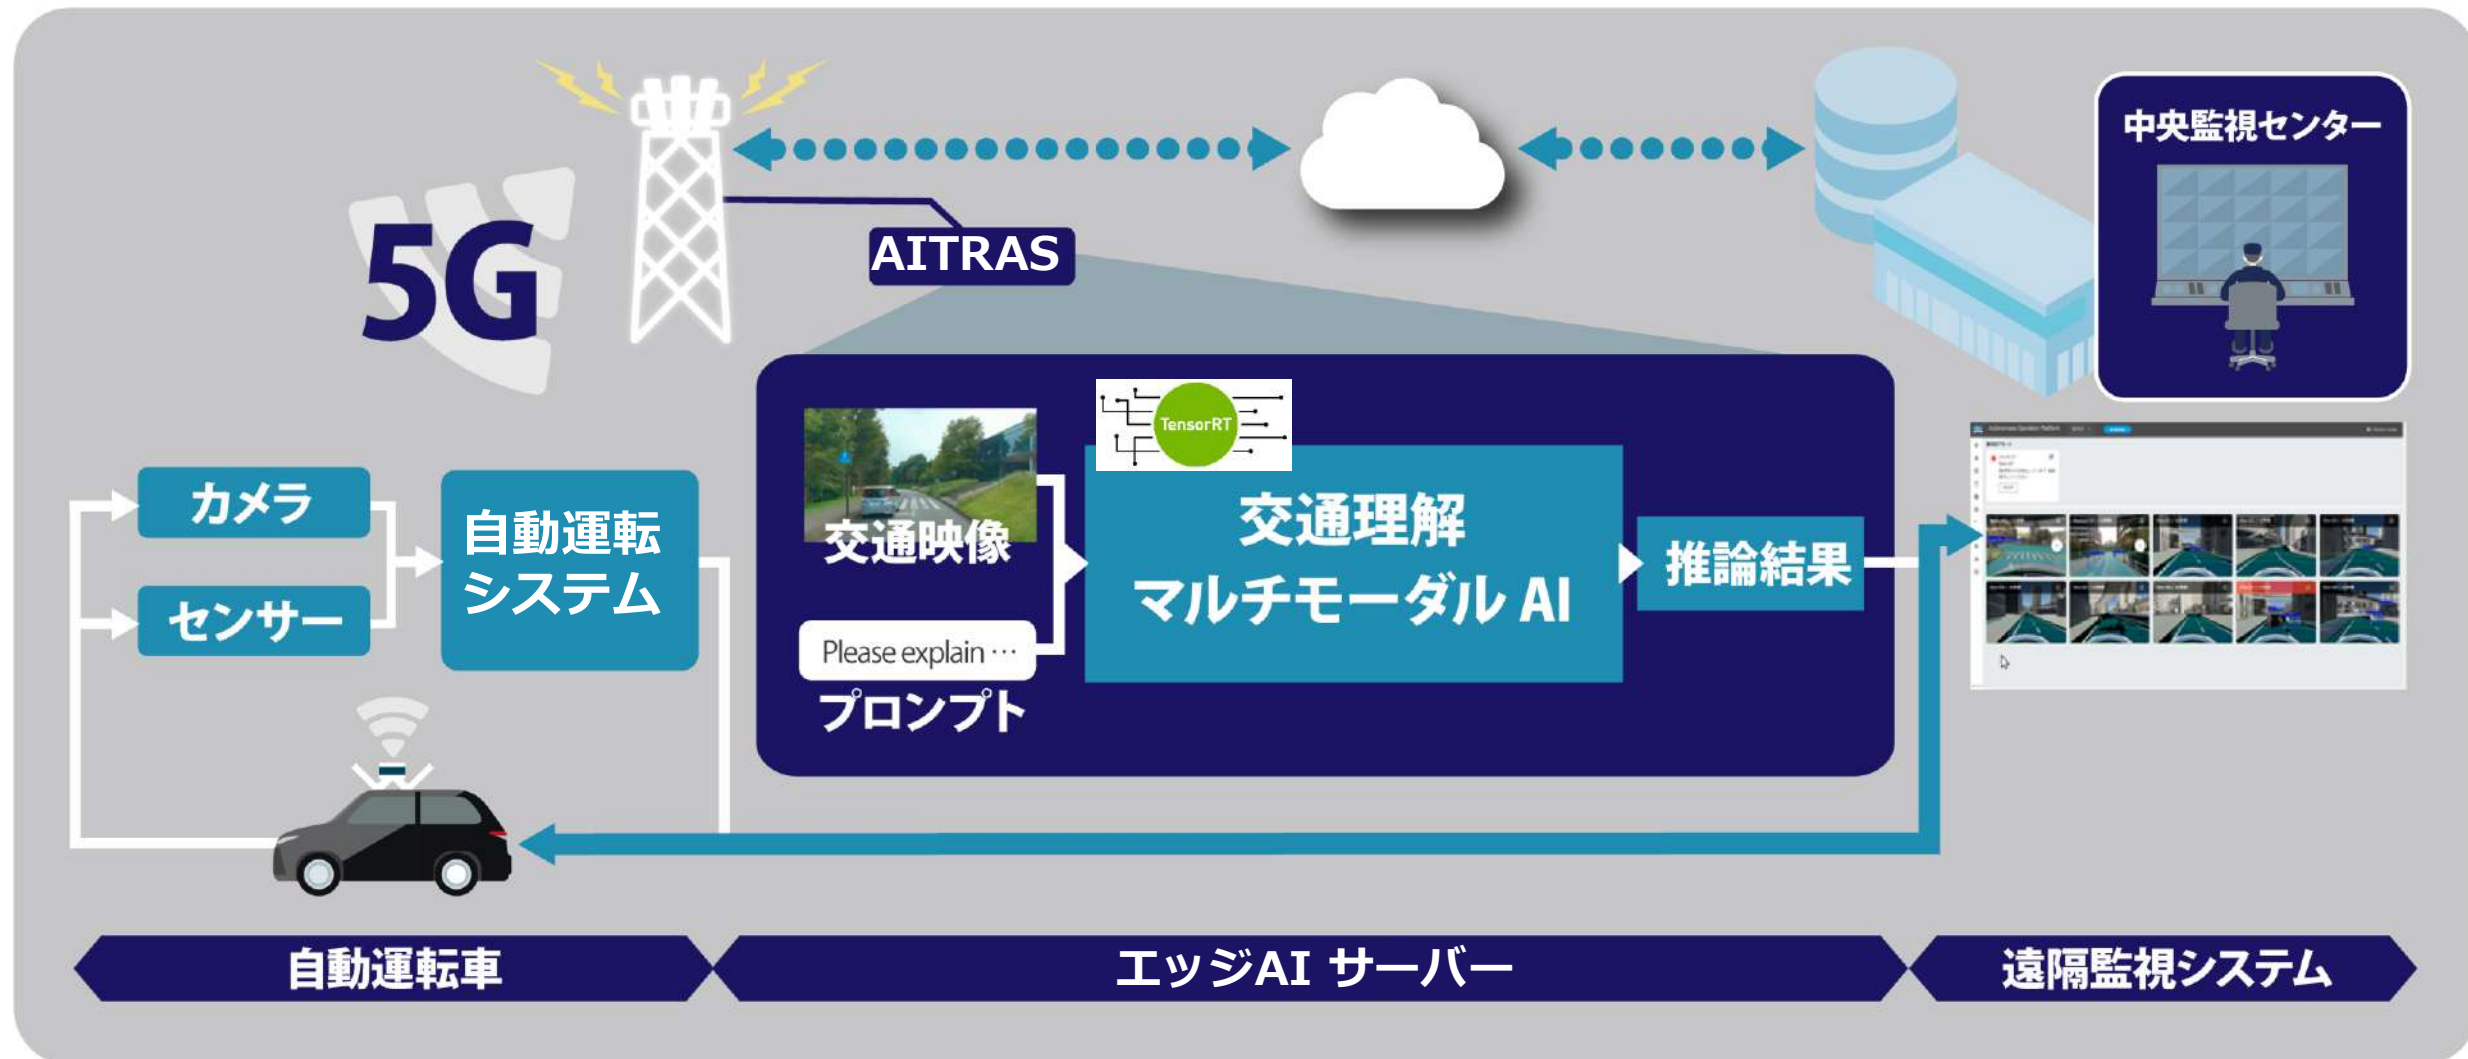 5G
AITRAS
中央監視センター
カメラ
センサー
自動運転
システム
TensorRT
交通映像
Please explain …
プロンプト
交通理解
マルチモーダル AI
推論結果
自動運転車
エッジAI サーバー
遠隔監視システム